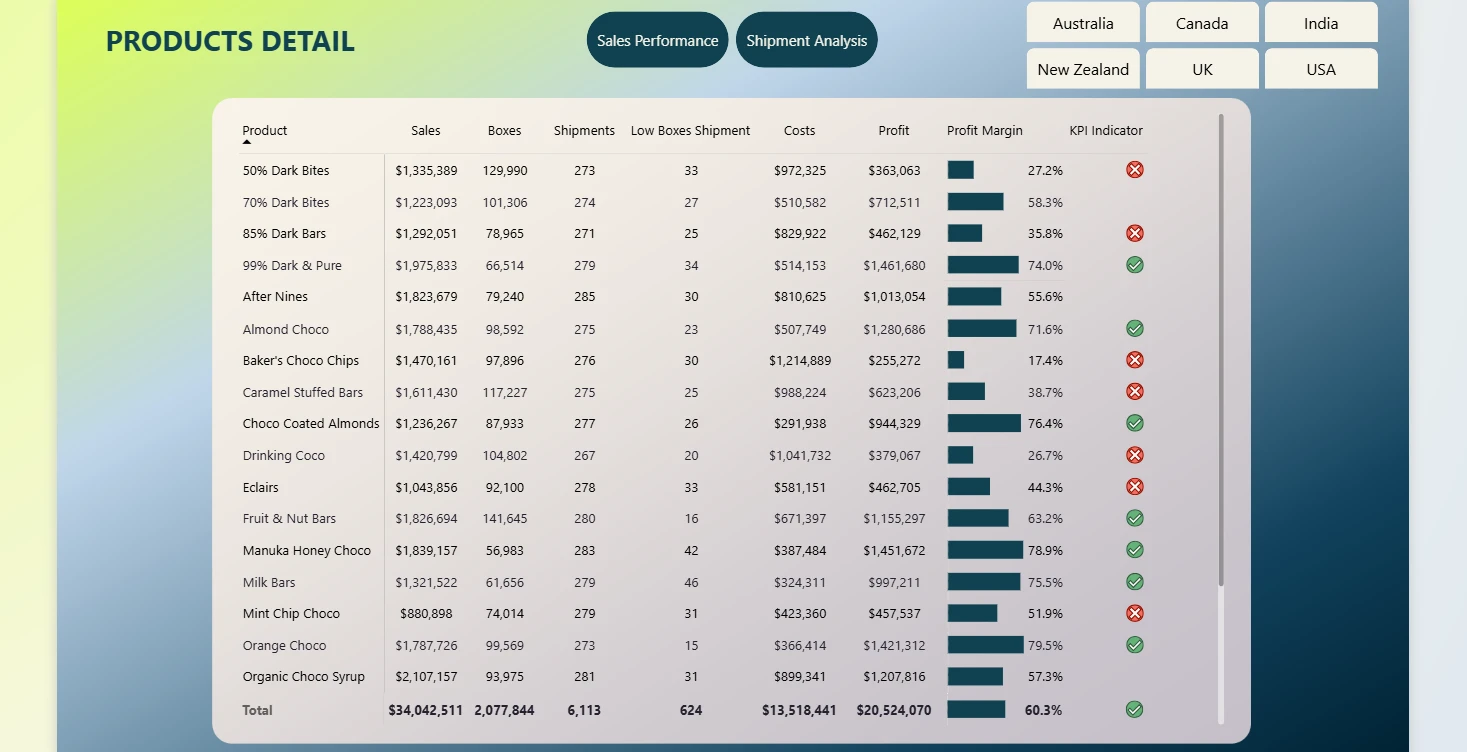 PRODUCTS DETAIL
Sales Performance
Shipment Analysis
Australia
Canada
India
New Zealand
UK
USA
Product Sales Boxes Shipments Low Boxes Shipment Costs Profit Profit Margin KPI Indicator
50% Dark Bites $1,335,389 129,990 273 33 $972,325 $363,063 27.2%
70% Dark Bites $1,223,093 101,306 274 27 $510,582 $712,511 58.3%
85% Dark Bars $1,292,051 78,965 271 25 $829,922 $462,129 35.8%
99% Dark & Pure $1,975,833 66,514 279 34 $514,153 $1,461,680 74.0%
After Nines $1,823,679 79,240 285 30 $810,625 $1,013,054 55.6%
Almond Choco $1,788,435 98,592 275 23 $507,749 $1,280,686 71.6%
Baker's Choco Chips $1,470,161 97,896 276 30 $1,214,889 $255,272 17.4%
Caramel Stuffed Bars $1,611,430 117,227 275 25 $988,224 $623,206 38.7%
Choco Coated Almonds $1,236,267 87,933 277 26 $291,938 $944,329 76.4%
Drinking Coco $1,420,799 104,802 267 20 $1,041,732 $379,067 26.7%
Eclairs $1,043,856 92,100 278 33 $581,151 $462,705 44.3%
Fruit & Nut Bars $1,826,694 141,645 280 16 $671,397 $1,155,297 63.2%
Manuka Honey Choco $1,839,157 56,983 283 42 $387,484 $1,451,672 78.9%
Milk Bars $1,321,522 61,656 279 46 $324,311 $997,211 75.5%
Mint Chip Choco $880,898 74,014 279 31 $423,360 $457,537 51.9%
Orange Choco $1,787,726 99,569 273 15 $366,414 $1,421,312 79.5%
Organic Choco Syrup $2,107,157 93,975 281 31 $899,341 $1,207,816 57.3%
Total $34,042,511 2,077,844 6,113 624 $13,518,441 $20,524,070 60.3%